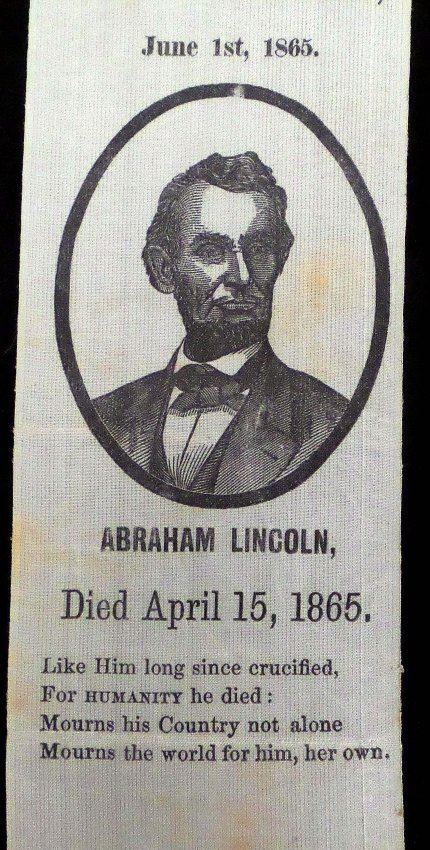 June 1st, 1865.
ABRAHAM LINCOLN,
Died April 15, 1865.
Like Him long since crucified,
For HUMANITY he died :
Mourns his Country not alone
Mourns the world for him, her own.